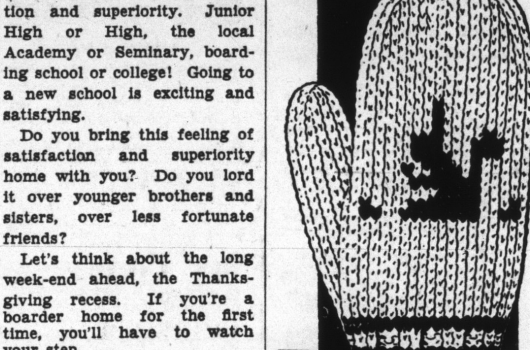 tion and superiority. Junior
High or High, the local
Academy or Seminary, board-
ing school or college! Going to
a new school is exciting and
satisfying.
Do you bring this feeling of
satisfaction and superiority
home with you? Do you lord
it over younger brothers and
sisters, over less fortunate
friends?
Let's think about the long
week-end ahead, the Thanks-
giving recess. If you're a
boarder home for the first
time, you'll have to watch
your step